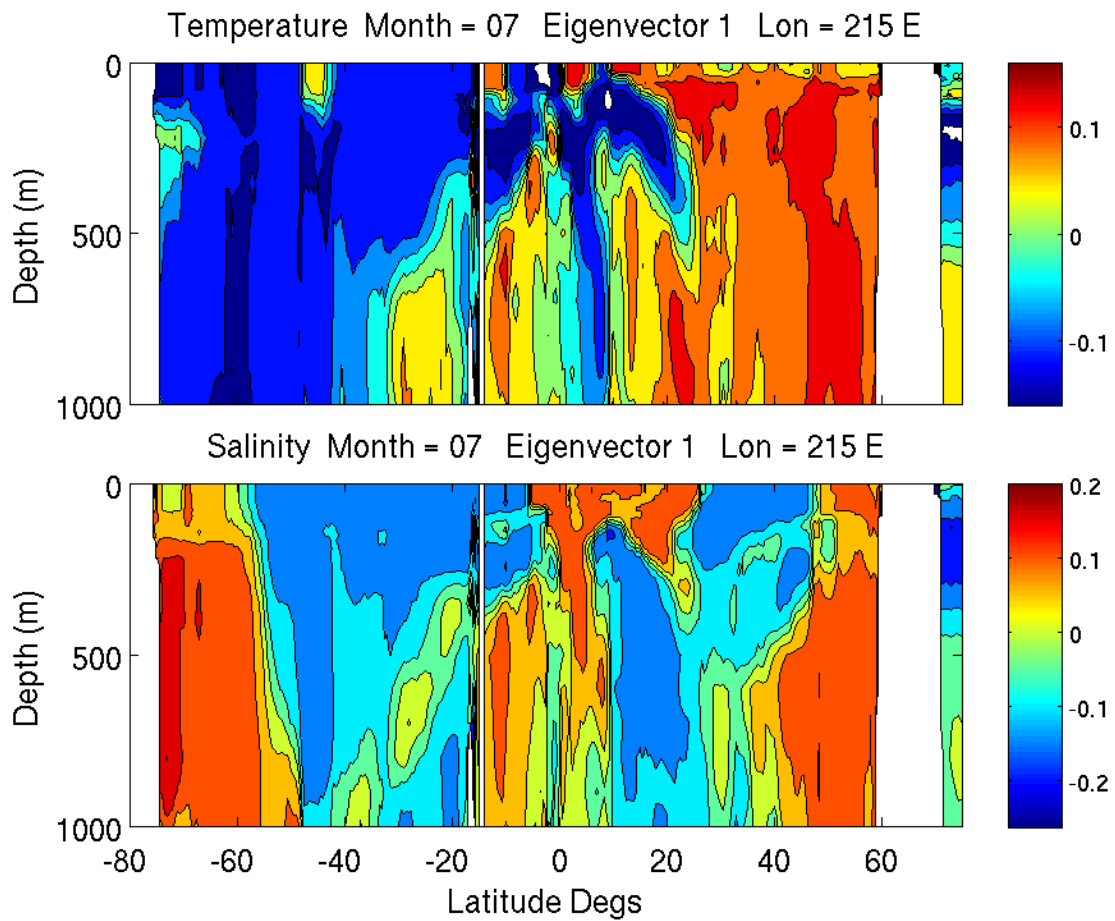 Temperature Month = 07 Eigenvector 1 Lon = 215 E
0
500
1000
Depth (m)
0.1
0
-0.1
Salinity Month = 07 Eigenvector 1 Lon = 215 E
0
500
1000
Depth (m)
0.2
0.1
0
-0.1
-0.2
-80 -60 -40 -20 0 20 40 60
Latitude Degs